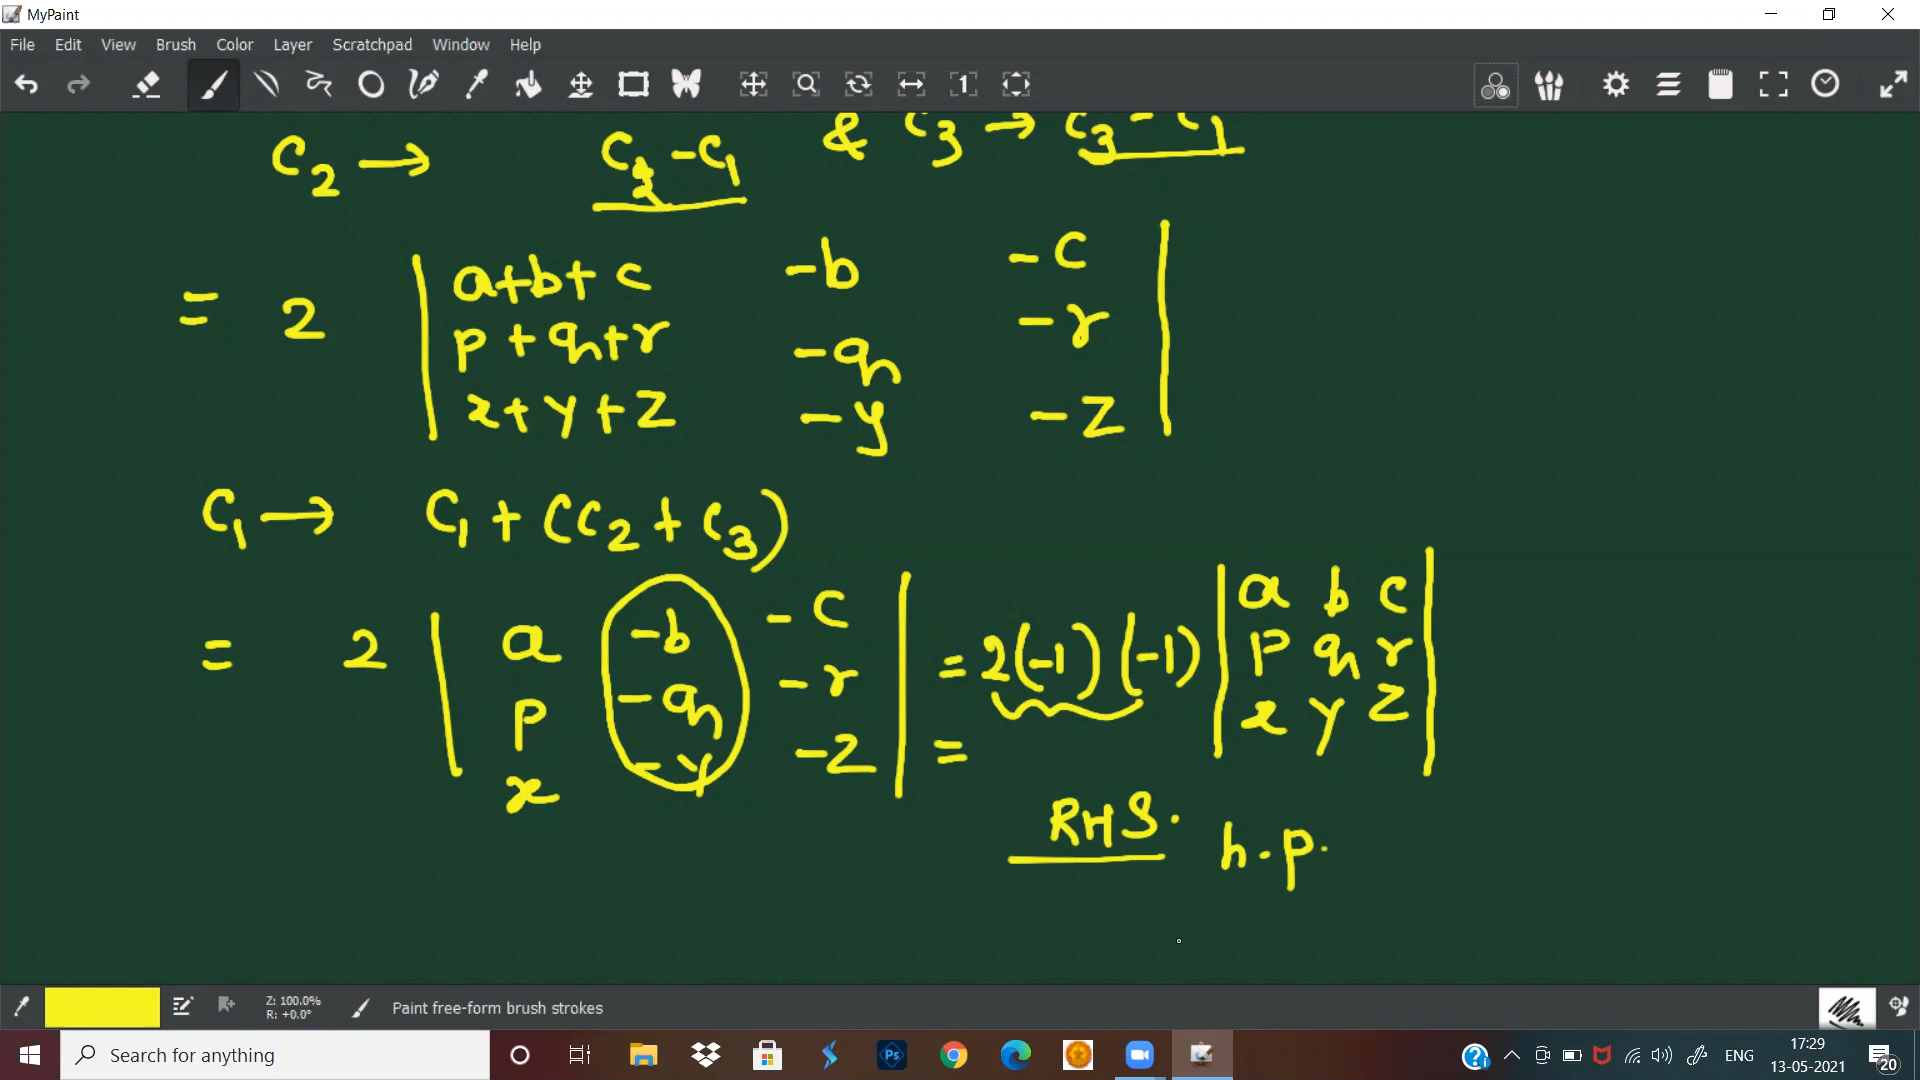 MyPaint
File Edit View Brush Color Layer Scratchpad Window Help
C2 → C2 - C1 & C3 → C3 - C1
= 2 | a+b+c -b -c |
| p+q+r -q -r |
| x+y+z -y -z |
C1 → C1 + (C2 + C3)
= 2 | a -b -c | = 2(-1)(-1) | a b c |
| p -q -r | | p q r |
| x -y -z | = | x y z |
RHS. h.p.
Z: 100.0%
R: +0.0°
Paint free-form brush strokes
Search for anything
Ps
ENG
17:29
13-05-2021
20